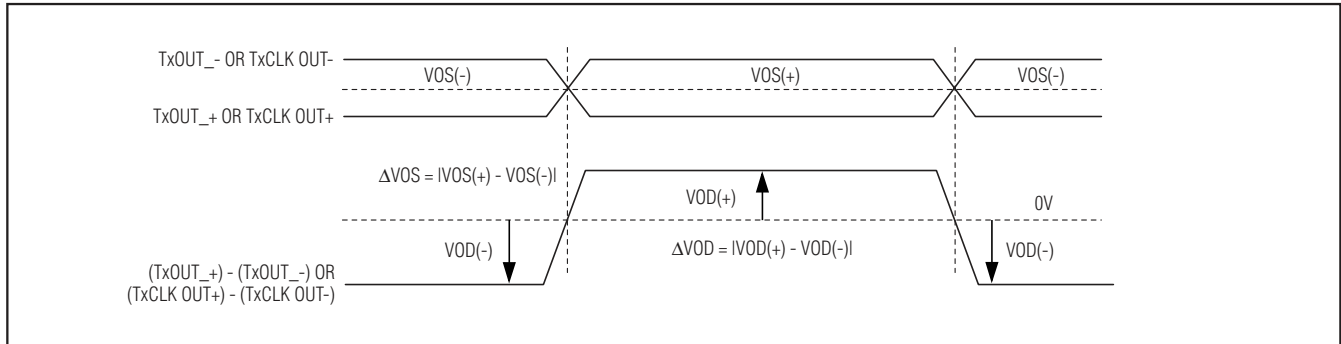 TxOUT_- OR TxCLK OUT-
VOS(-)
VOS(+)
VOS(-)
TxOUT_+ OR TxCLK OUT+
ΔVOS = |VOS(+) - VOS(-)|
VOD(+)
0V
VOD(-)
ΔVOD = |VOD(+) - VOD(-)|
VOD(-)
(TxOUT_+) - (TxOUT_-) OR
(TxCLK OUT+) - (TxCLK OUT-)